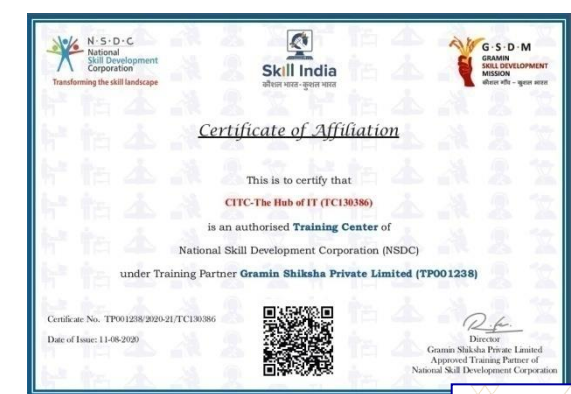 N·S·D·C
National
Skill Development
Corporation
Transforming the skill landscape
Skill India
कौशल भारत-कुशल भारत
G·S·D·M
GRAMIN
SKILL DEVELOPMENT
MISSION
कौशल गाँव - कुशल भारत
Certificate of Affiliation
This is to certify that
CITC-The Hub of IT (TC130386)
is an authorised Training Center of
National Skill Development Corporation (NSDC)
under Training Partner Gramin Shiksha Private Limited (TP001238)
Certificate No. TP001238/2020-21/TC130386
Date of Issue: 11-08-2020
Director
Gramin Shiksha Private Limited
Approved Training Partner of
National Skill Development Corporation